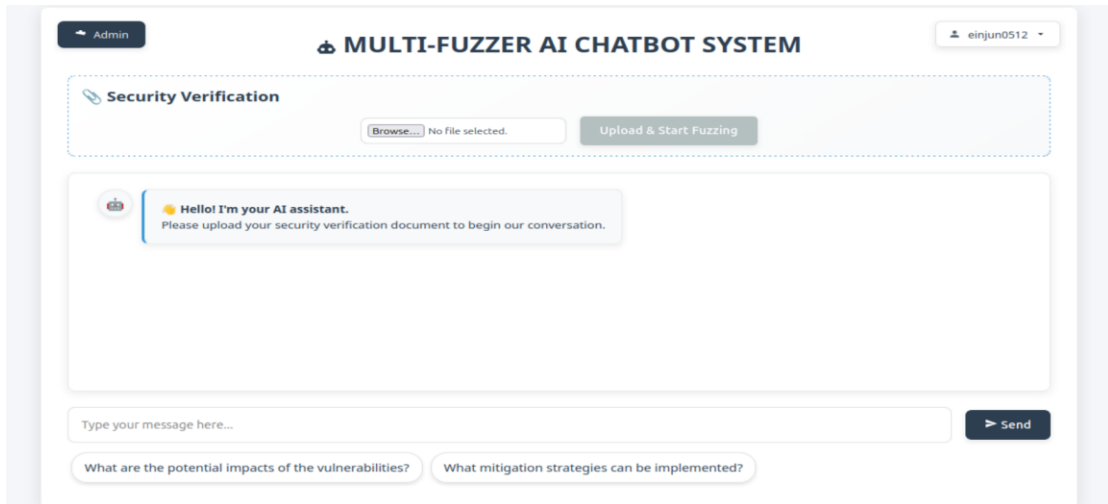 Admin
MULTI-FUZZER AI CHATBOT SYSTEM
einjun0512
Security Verification
Browse... No file selected.
Upload & Start Fuzzing
Hello! I'm your AI assistant.
Please upload your security verification document to begin our conversation.
Type your message here...
Send
What are the potential impacts of the vulnerabilities?
What mitigation strategies can be implemented?